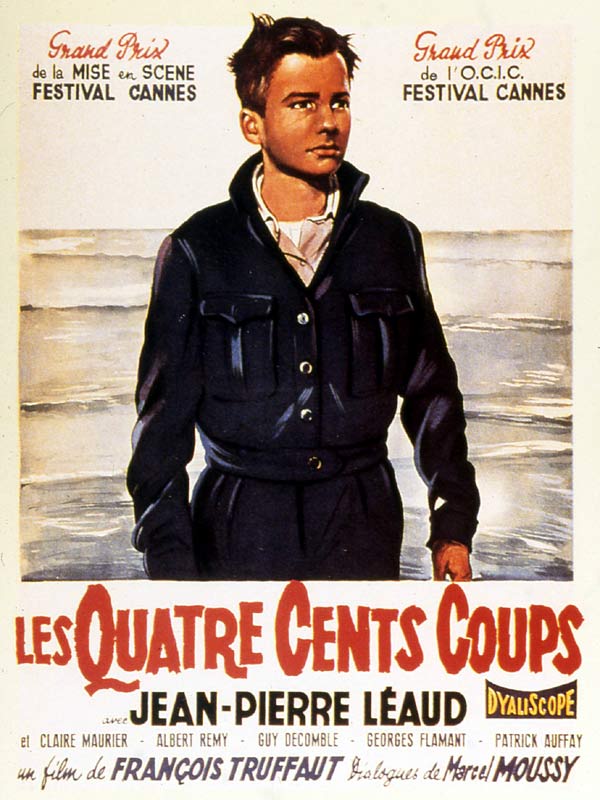 Grand Prix
de la MISE en SCENE
FESTIVAL CANNES
Grand Prix
de l'O.C.I.C.
FESTIVAL CANNES
LES QUATRE CENTS COUPS
avec JEAN-PIERRE LÉAUD
DYALISCOPE
et CLAIRE MAURIER - ALBERT REMY - GUY DECOMBLE - GEORGES FLAMANT - PATRICK AUFFAY
un film de FRANÇOIS TRUFFAUT Dialogues de Marcel MOUSSY